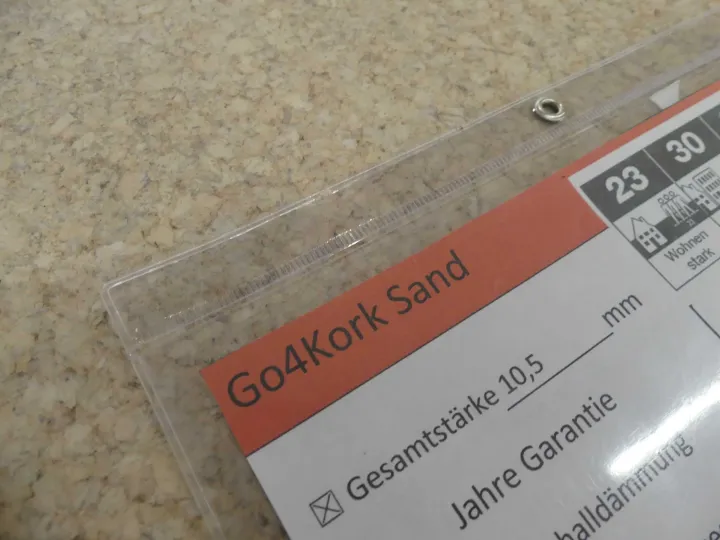 Go4Kork Sand
23 30
Wohnen
stark
☒ Gesamtstärke 10,5 mm
Jahre Garantie
halldämmung